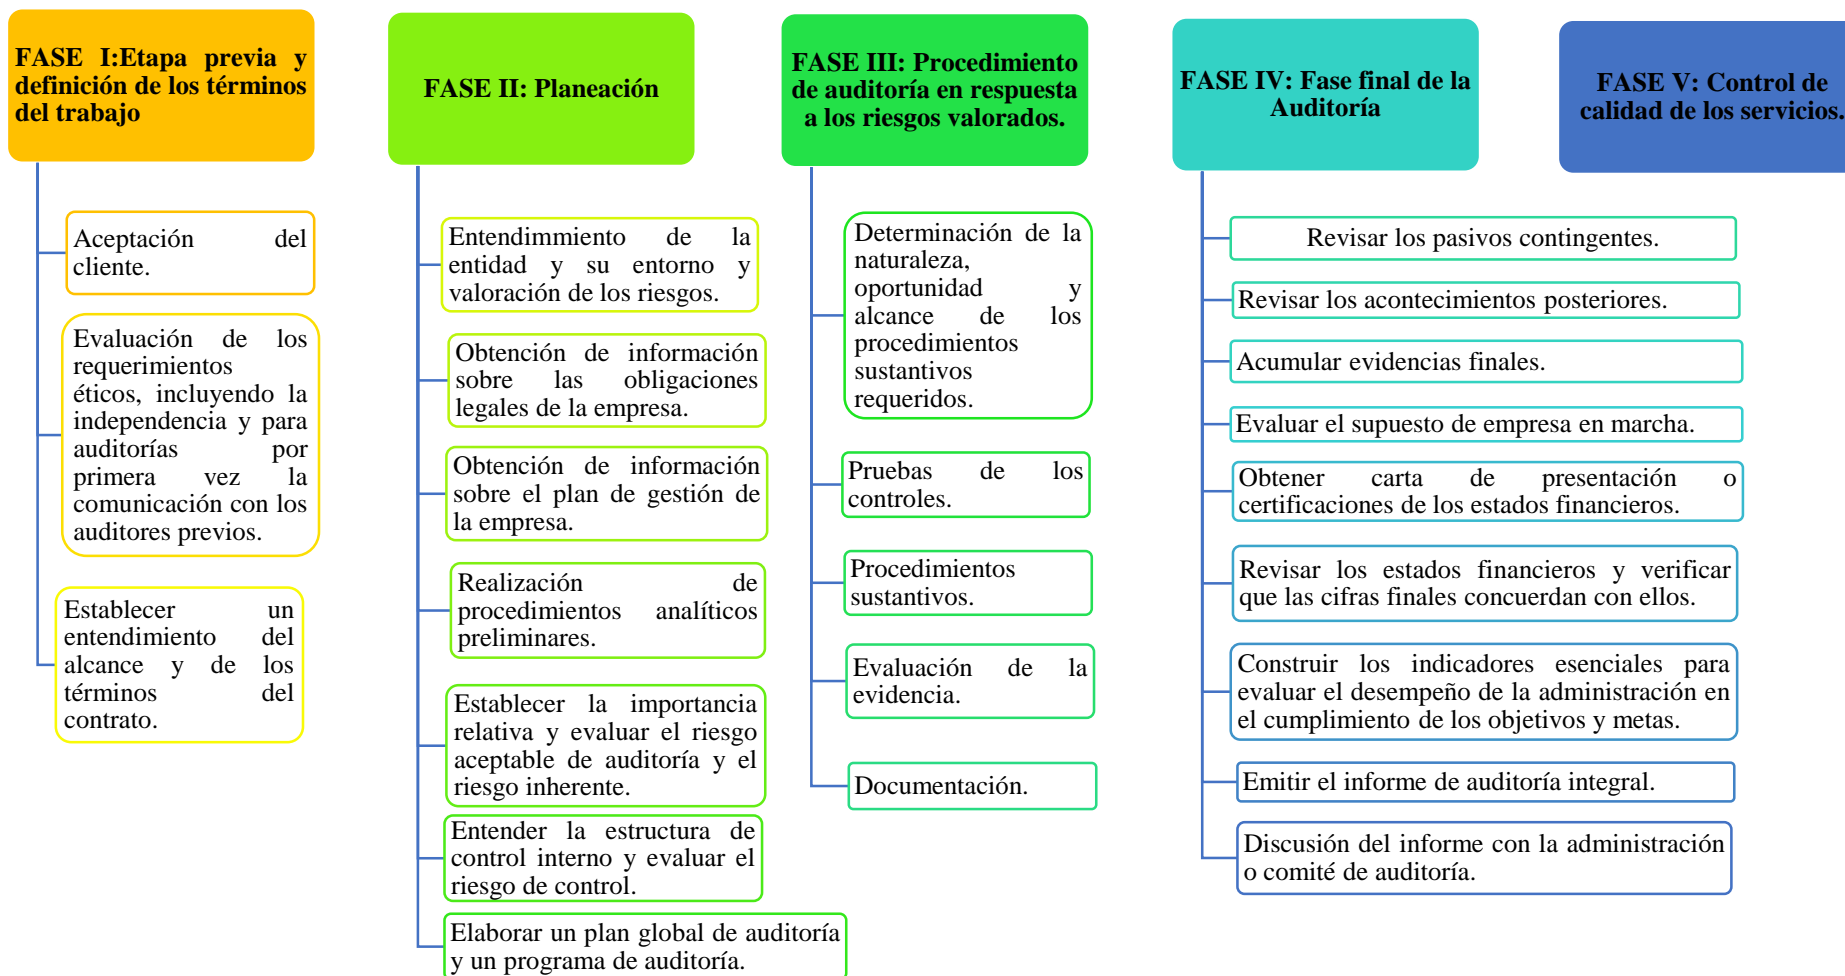 FASE I:Etapa previa y
definición de los términos
del trabajo
Aceptación del
cliente.
Evaluación de los
requerimientos
éticos, incluyendo la
independencia y para
auditorías por
primera vez la
comunicación con los
auditores previos.
Establecer un
entendimiento del
alcance y de los
términos del
contrato.
FASE II: Planeación
Entendimmiento de la
entidad y su entorno y
valoración de los riesgos.
Obtención de información
sobre las obligaciones
legales de la empresa.
Obtención de información
sobre el plan de gestión de
la empresa.
Realización de
procedimientos analíticos
preliminares.
Establecer la importancia
relativa y evaluar el riesgo
aceptable de auditoría y el
riesgo inherente.
Entender la estructura de
control interno y evaluar el
riesgo de control.
Elaborar un plan global de auditoría
y un programa de auditoría.
FASE III: Procedimiento
de auditoría en respuesta
a los riesgos valorados.
Determinación de la
naturaleza,
oportunidad y
alcance de los
procedimientos
sustantivos
requeridos.
Pruebas de los
controles.
Procedimientos
sustantivos.
Evaluación de la
evidencia.
Documentación.
FASE IV: Fase final de la
Auditoría
Revisar los pasivos contingentes.
Revisar los acontecimientos posteriores.
Acumular evidencias finales.
Evaluar el supuesto de empresa en marcha.
Obtener carta de presentación o
certificaciones de los estados financieros.
Revisar los estados financieros y verificar
que las cifras finales concuerdan con ellos.
Construir los indicadores esenciales para
evaluar el desempeño de la administración en
el cumplimiento de los objetivos y metas.
Emitir el informe de auditoría integral.
Discusión del informe con la administración
o comité de auditoría.
FASE V: Control de
calidad de los servicios.